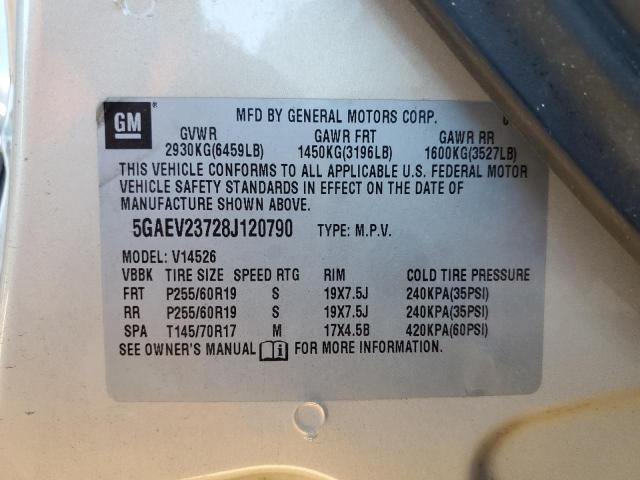 GM ® MFD BY GENERAL MOTORS CORP.
GVWR GAWR FRT GAWR RR
2930KG(6459LB) 1450KG(3196LB) 1600KG(3527LB)
THIS VEHICLE CONFORMS TO ALL APPLICABLE U.S. FEDERAL MOTOR
VEHICLE SAFETY STANDARDS IN EFFECT ON THE DATE OF
MANUFACTURE SHOWN ABOVE.
5GAEV23728J120790 TYPE: M.P.V.
MODEL: V14526
VBBK TIRE SIZE SPEED RTG RIM COLD TIRE PRESSURE
FRT P255/60R19 S 19X7.5J 240KPA(35PSI)
RR P255/60R19 S 19X7.5J 240KPA(35PSI)
SPA T145/70R17 M 17X4.5B 420KPA(60PSI)
SEE OWNER'S MANUAL i FOR MORE INFORMATION.